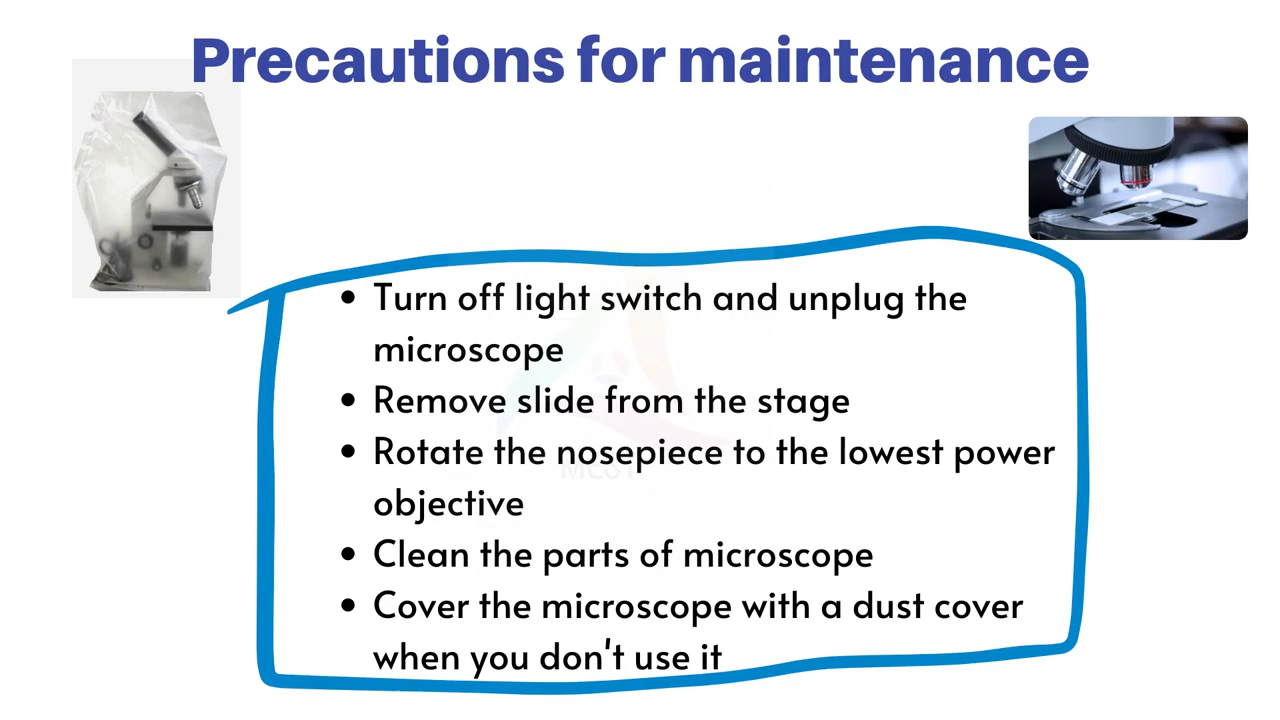 Precautions for maintenance
• Turn off light switch and unplug the
microscope
• Remove slide from the stage
• Rotate the nosepiece to the lowest power
objective
• Clean the parts of microscope
• Cover the microscope with a dust cover
when you don't use it